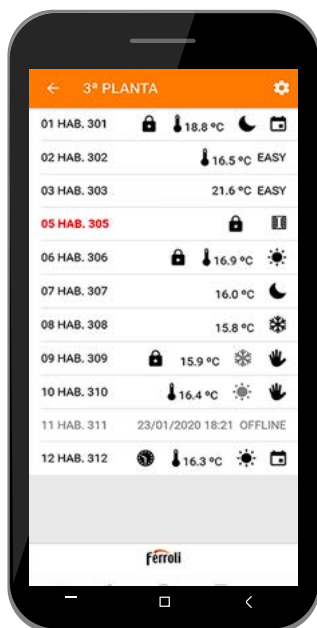 3ª PLANTA
01 HAB. 301 18.8 ºC
02 HAB. 302 16.5 ºC EASY
03 HAB. 303 21.6 ºC EASY
05 HAB. 305
06 HAB. 306 16.9 ºC
07 HAB. 307 16.0 ºC
08 HAB. 308 15.8 ºC
09 HAB. 309 15.9 ºC
10 HAB. 310 16.4 ºC
11 HAB. 311 23/01/2020 18:21 OFFLINE
12 HAB. 312 16.3 ºC
Ferroli